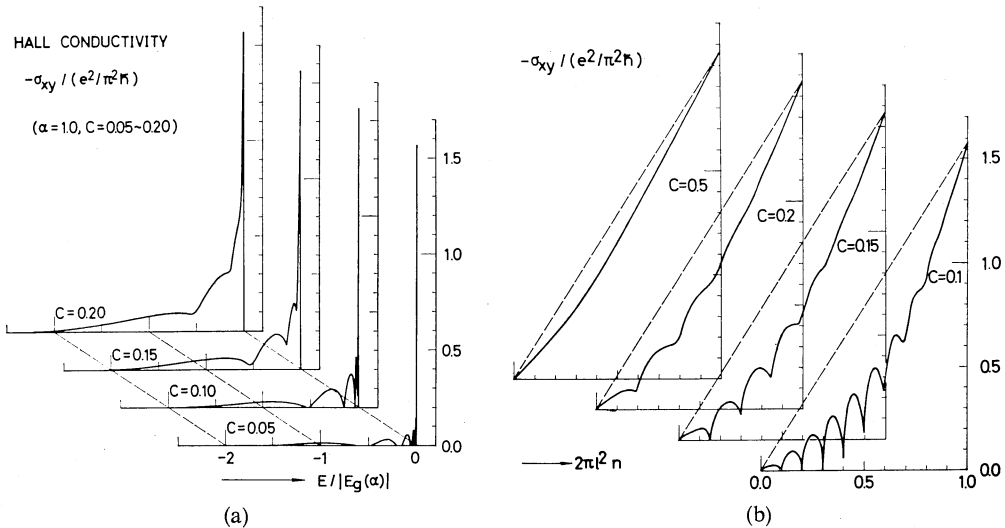 HALL CONDUCTIVITY
-σxy / (e²/π²ħ)
(α=1.0, C=0.05~0.20)
C=0.20
C=0.15
C=0.10
C=0.05
1.5
1.0
0.5
0.0
-2
-1
0
E/|Eg(α)|
(a)
-σxy / (e²/π²ħ)
C=0.5
C=0.2
C=0.15
C=0.1
1.5
1.0
0.5
0.0
0.0
0.5
1.0
2πl²n
(b)